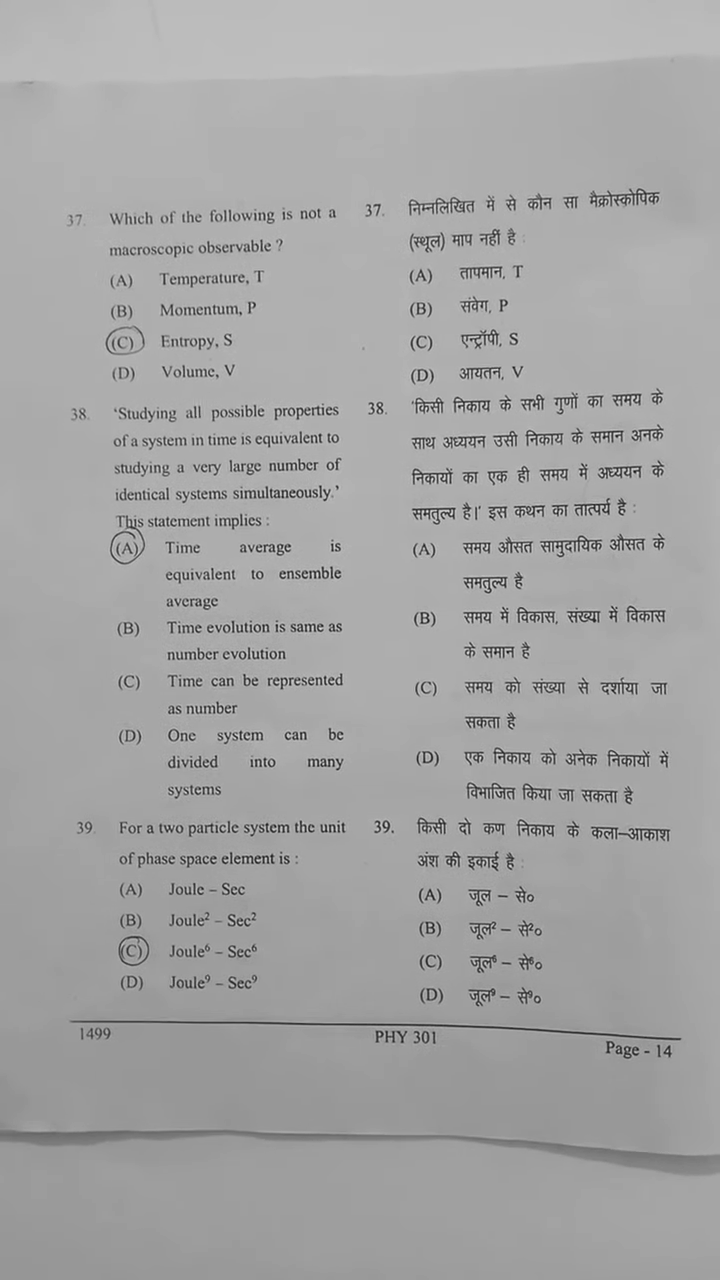 37. Which of the following is not a
macroscopic observable ?
(A) Temperature, T
(B) Momentum, P
(C) Entropy, S
(D) Volume, V
38. 'Studying all possible properties
of a system in time is equivalent to
studying a very large number of
identical systems simultaneously.'
This statement implies :
(A) Time average is
equivalent to ensemble
average
(B) Time evolution is same as
number evolution
(C) Time can be represented
as number
(D) One system can be
divided into many
systems
39. For a two particle system the unit
of phase space element is :
(A) Joule – Sec
(B) Joule² – Sec²
(C) Joule⁶ – Sec⁶
(D) Joule⁹ – Sec⁹
37. निम्नलिखित में से कौन सा मैक्रोस्कोपिक
(स्थूल) माप नहीं है :
(A) तापमान, T
(B) संवेग, P
(C) एन्ट्रॉपी, S
(D) आयतन, V
38. 'किसी निकाय के सभी गुणों का समय के
साथ अध्ययन उसी निकाय के समान अनके
निकायों का एक ही समय में अध्ययन के
समतुल्य है।' इस कथन का तात्पर्य है :
(A) समय औसत सामुदायिक औसत के
समतुल्य है
(B) समय में विकास, संख्या में विकास
के समान है
(C) समय को संख्या से दर्शाया जा
सकता है
(D) एक निकाय को अनेक निकायों में
विभाजित किया जा सकता है
39. किसी दो कण निकाय के कला–आकाश
अंश की इकाई है :
(A) जूल – से०
(B) जूल² – से²०
(C) जूल⁶ – से⁶०
(D) जूल⁹ – से⁹०
1499 PHY 301 Page - 14